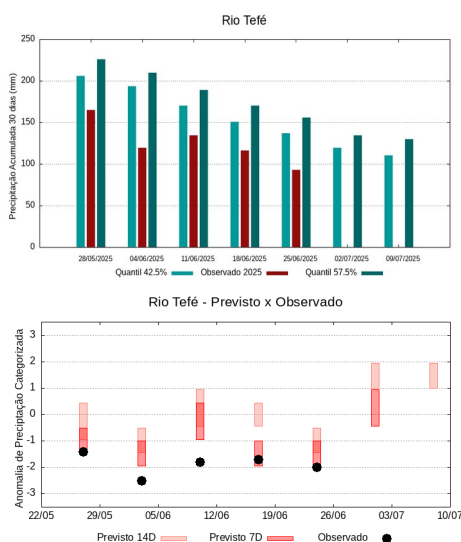 Rio Tefé
Precipitação Acumulada 30 dias (mm)
250
200
150
100
50
0
28/05/2025 04/06/2025 11/06/2025 18/06/2025 25/06/2025 02/07/2025 09/07/2025
Quantil 42.5% Observado 2025 Quantil 57.5%
Rio Tefé - Previsto x Observado
Anomalia de Precipitação Categorizada
3
2
1
0
-1
-2
-3
22/05 29/05 05/06 12/06 19/06 26/06 03/07 10/07
Previsto 14D Previsto 7D Observado